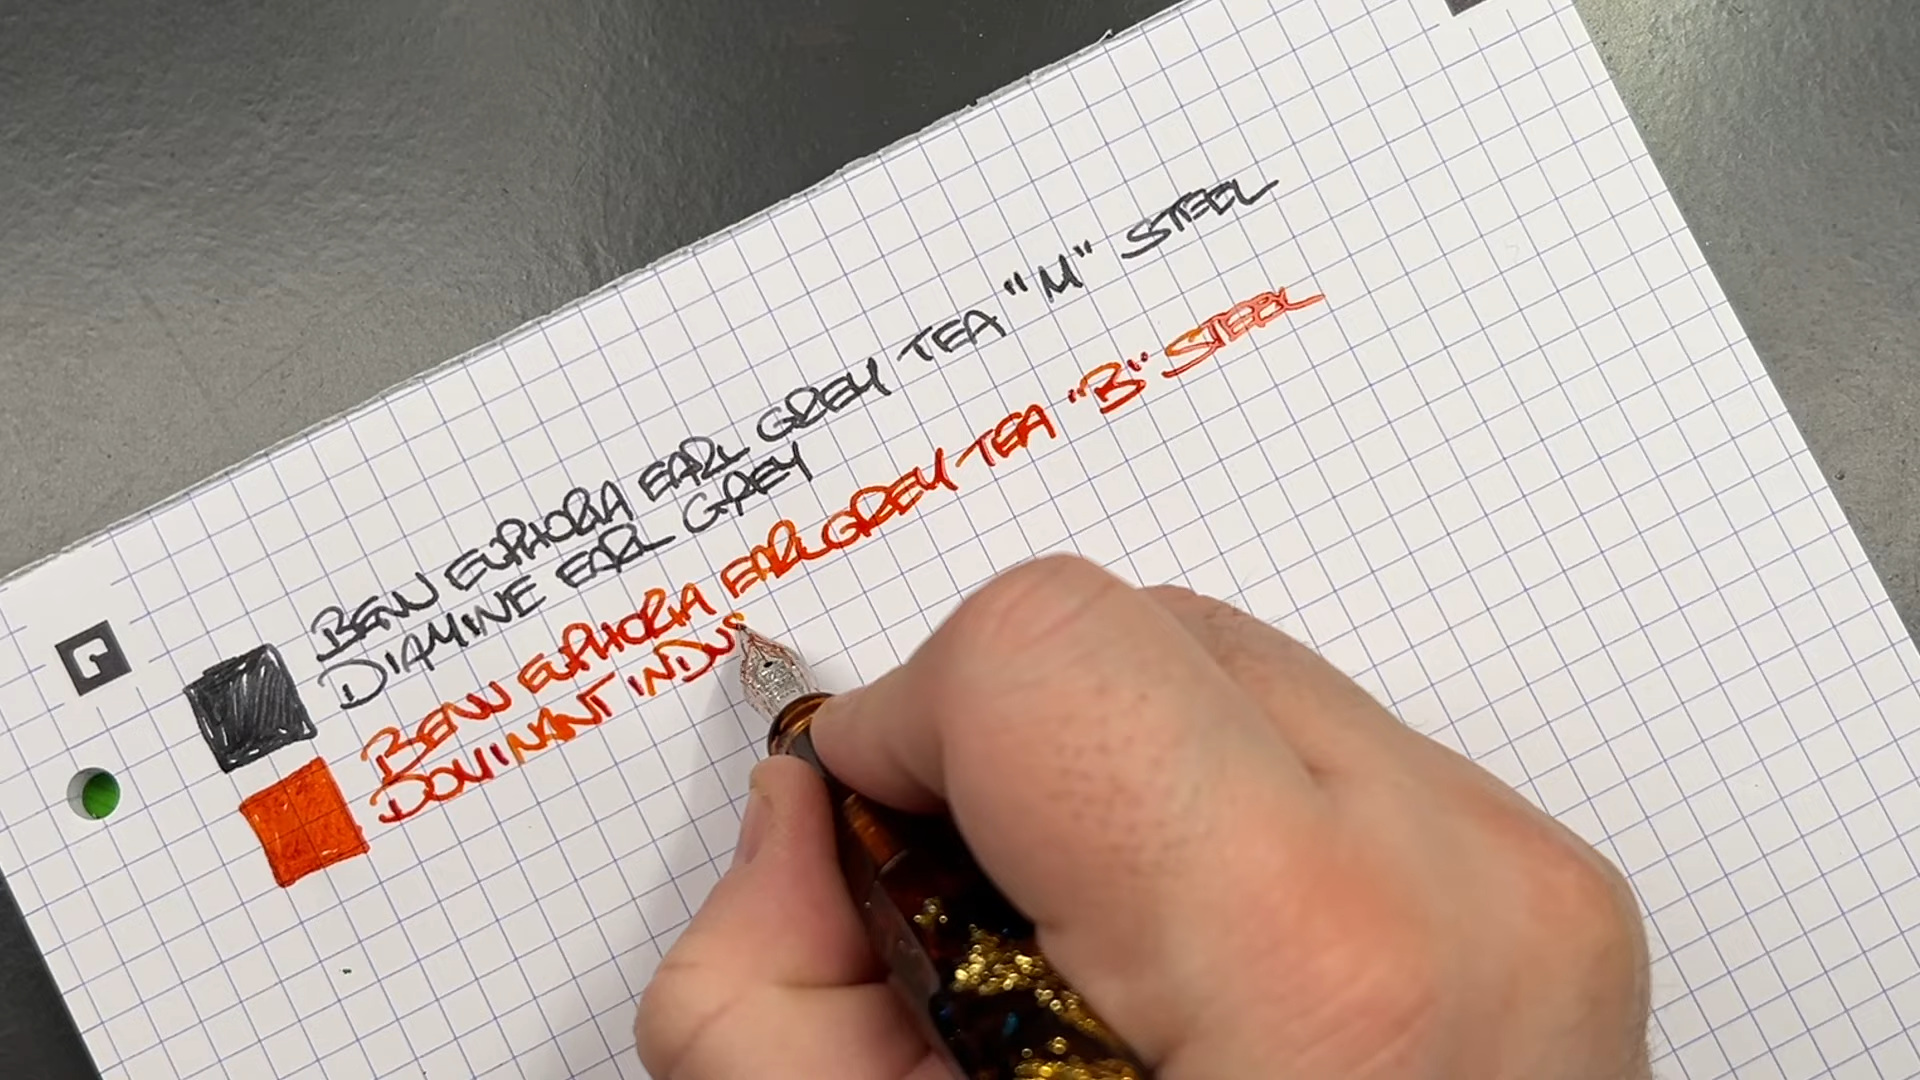 BENU EUPHORIA EARL GREY TEA "M" STEEL
DIAMINE EARL GREY
BENU EUPHORIA EARL GREY TEA "B" STEEL
DOMINANT INDUS